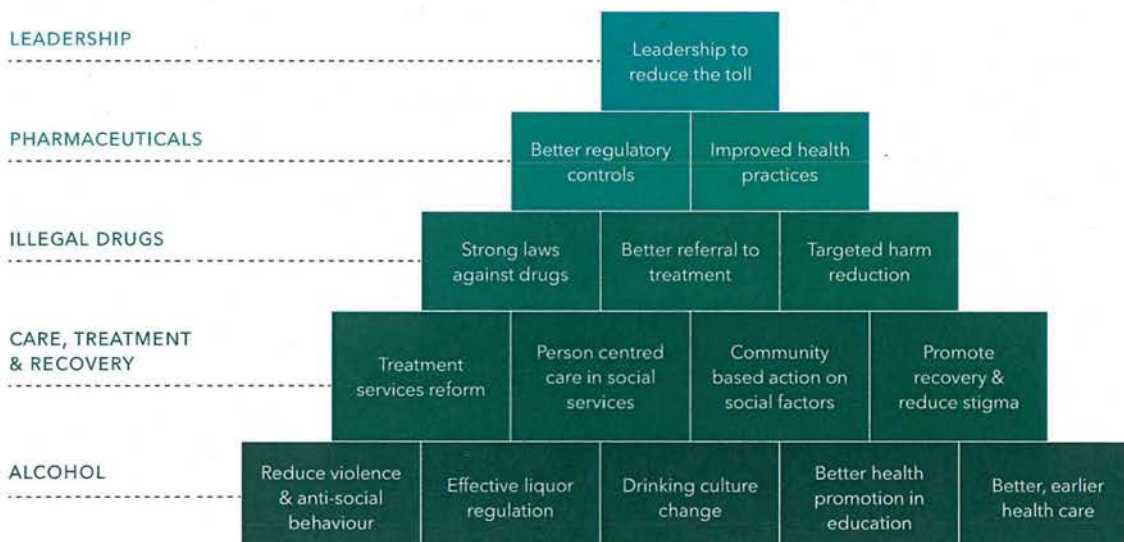 LEADERSHIP
Leadership to
reduce the toll
PHARMACEUTICALS
Better regulatory
controls
Improved health
practices
ILLEGAL DRUGS
Strong laws
against drugs
Better referral to
treatment
Targeted harm
reduction
CARE, TREATMENT
& RECOVERY
Treatment
services reform
Person centred
care in social
services
Community
based action on
social factors
Promote
recovery &
reduce stigma
ALCOHOL
Reduce violence
& anti-social
behaviour
Effective liquor
regulation
Drinking culture
change
Better health
promotion in
education
Better, earlier
health care